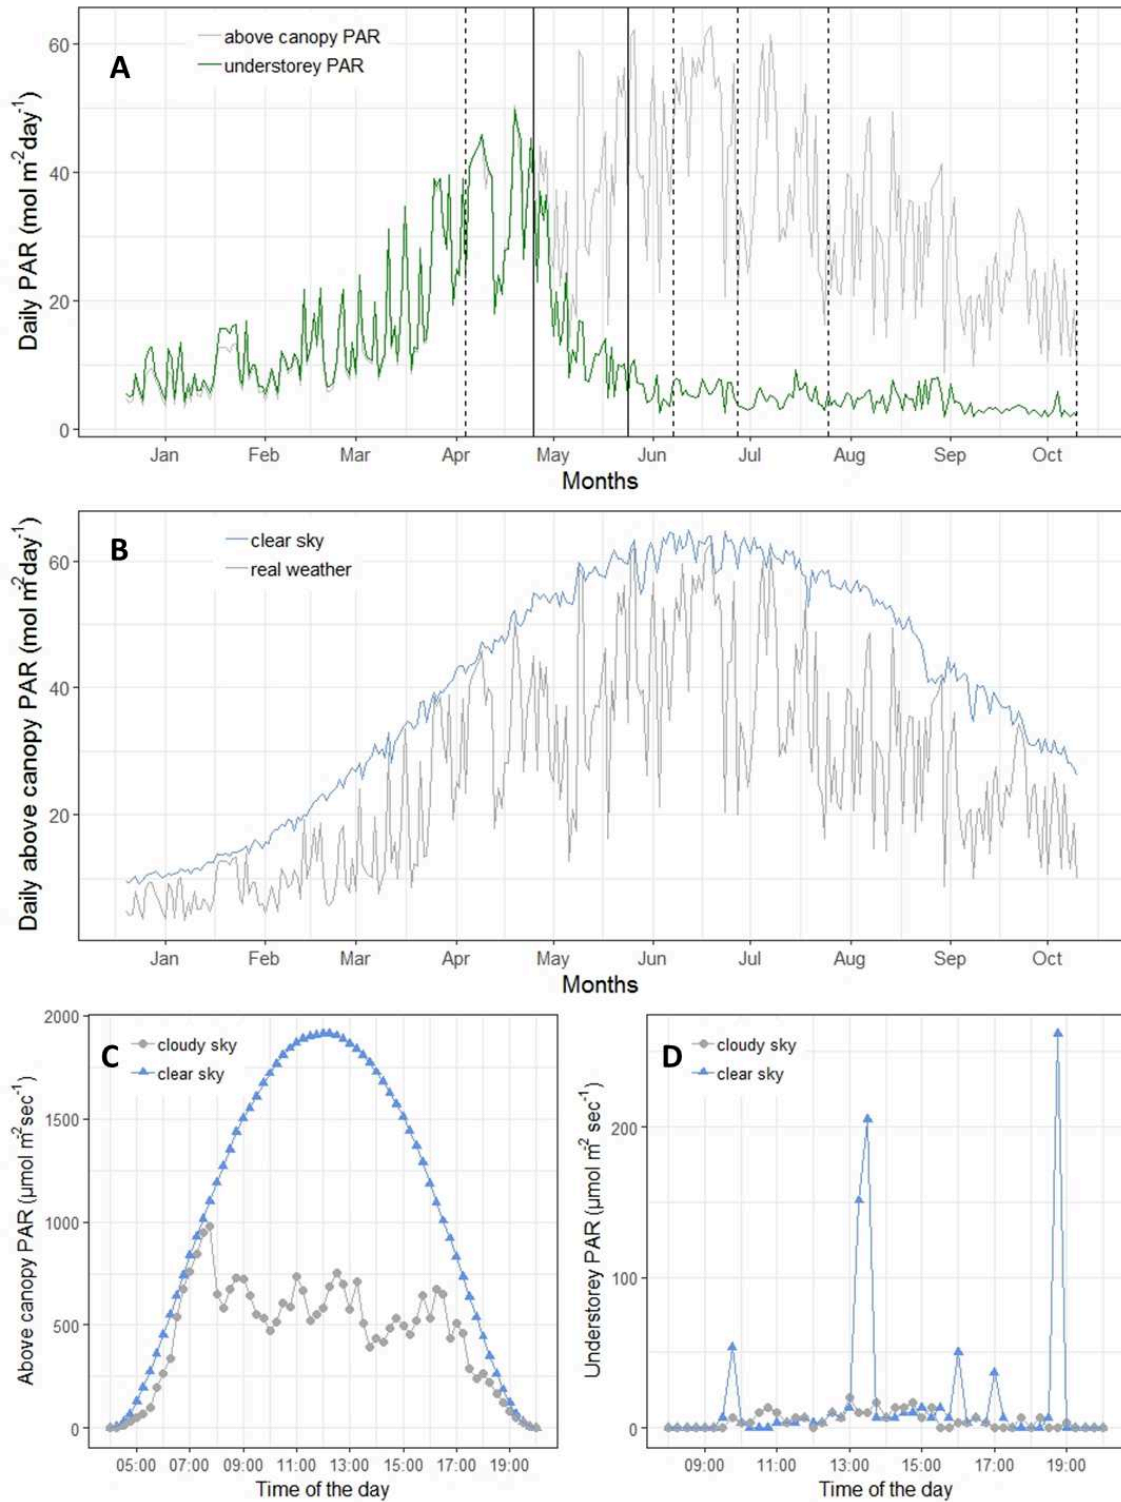 A
above canopy PAR
understorey PAR
Daily PAR (mol m-2day-1)
60
40
20
0
Jan Feb Mar Apr May Jun Jul Aug Sep Oct
Months
B
clear sky
real weather
Daily above canopy PAR (mol m-2day-1)
60
40
20
Jan Feb Mar Apr May Jun Jul Aug Sep Oct
Months
C
cloudy sky
clear sky
Above canopy PAR (µmol m-2 sec-1)
2000
1500
1000
500
0
05:00 07:00 09:00 11:00 13:00 15:00 17:00 19:00
Time of the day
D
cloudy sky
clear sky
Understorey PAR (µmol m-2 sec-1)
200
100
0
09:00 11:00 13:00 15:00 17:00 19:00
Time of the day